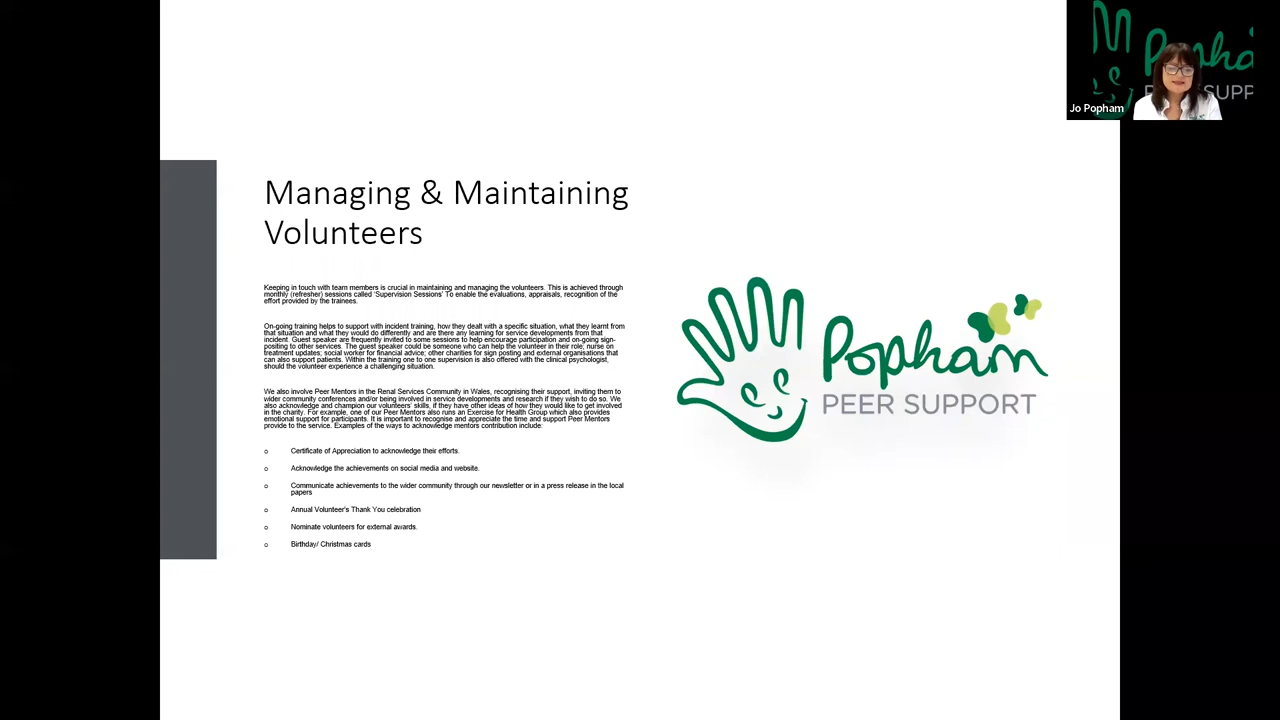 Managing & Maintaining
Volunteers
Keeping in touch with team members is crucial in maintaining and managing the volunteers. This is achieved through
monthly (refresher) sessions called 'Supervision Sessions' To enable the evaluations, appraisals, recognition of the
effort provided by the trainees.
On-going training helps to support with incident training, how they dealt with a specific situation, what they learnt from
that situation and what they would do differently and are there any learning for service developments from that
incident. Guest speaker are frequently invited to some sessions to help encourage participation and on-going sign-
positing to other services. The guest speaker could be someone who can help the volunteer in their role; nurse on
treatment updates; social worker for financial advice; other charities for sign posting and external organisations that
can also support patients. Within the training one to one supervision is also offered with the clinical psychologist,
should the volunteer experience a challenging situation.
We also involve Peer Mentors in the Renal Services Community in Wales, recognising their support, inviting them to
wider community conferences and/or being involved in service developments and research if they wish to do so. We
also acknowledge and champion our volunteers' skills, if they have other ideas of how they would like to get involved
in the charity. For example, one of our Peer Mentors also runs an Exercise for Health Group which also provides
emotional support for participants. It is important to recognise and appreciate the time and support Peer Mentors
provide to the service. Examples of the ways to acknowledge mentors contribution include:
o Certificate of Appreciation to acknowledge their efforts.
o Acknowledge the achievements on social media and website.
o Communicate achievements to the wider community through our newsletter or in a press release in the local
papers
o Annual Volunteer's Thank You celebration
o Nominate volunteers for external awards.
o Birthday/ Christmas cards
Popham
PEER SUPPORT
Popha
P SUPP
Jo Popham